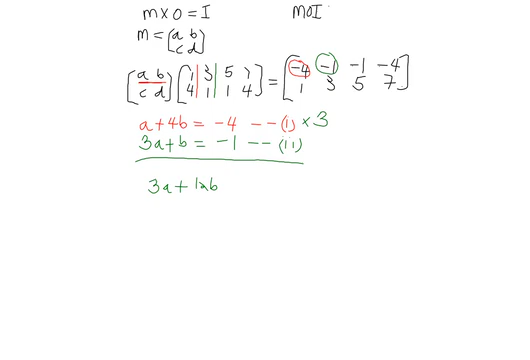 m × O = I MOI
m = [a b
c d]
[a b
c d] [1 3 5 7
4 1 1 4] = [-4 -1 -1 -4
1 3 5 7]
a + 4b = -4 -- (i) × 3
3a + b = -1 -- (ii)
3a + 12b